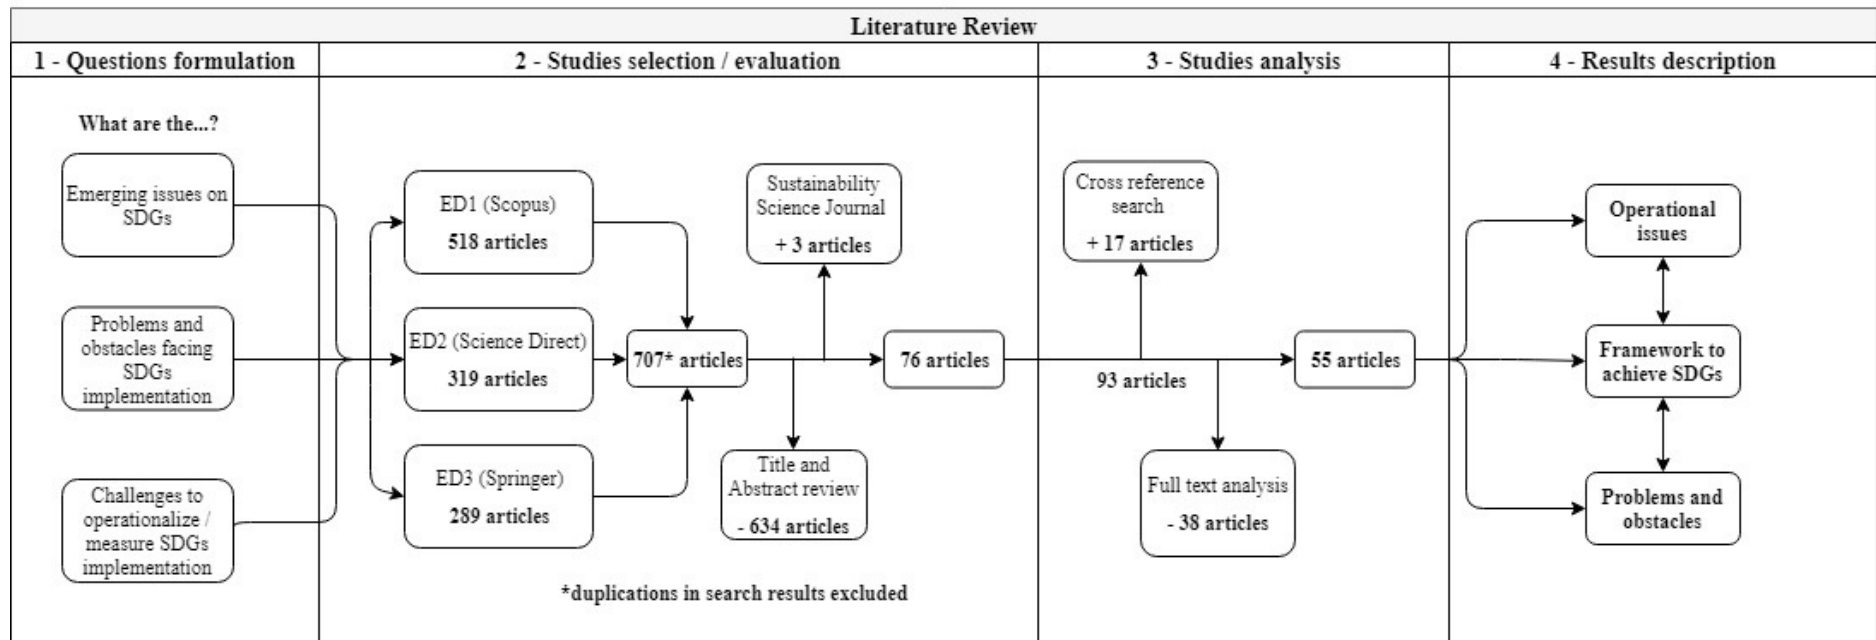 Literature Review
1 - Questions formulation
2 - Studies selection / evaluation
3 - Studies analysis
4 - Results description
What are the...?
Emerging issues on
SDGs
Problems and
obstacles facing
SDGs
implementation
Challenges to
operationalize /
measure SDGs
implementation
ED1 (Scopus)
518 articles
ED2 (Science Direct)
319 articles
ED3 (Springer)
289 articles
707* articles
Sustainability
Science Journal
+ 3 articles
Title and
Abstract review
- 634 articles
76 articles
*duplications in search results excluded
Cross reference
search
+ 17 articles
93 articles
Full text analysis
- 38 articles
55 articles
Operational
issues
Framework to
achieve SDGs
Problems and
obstacles